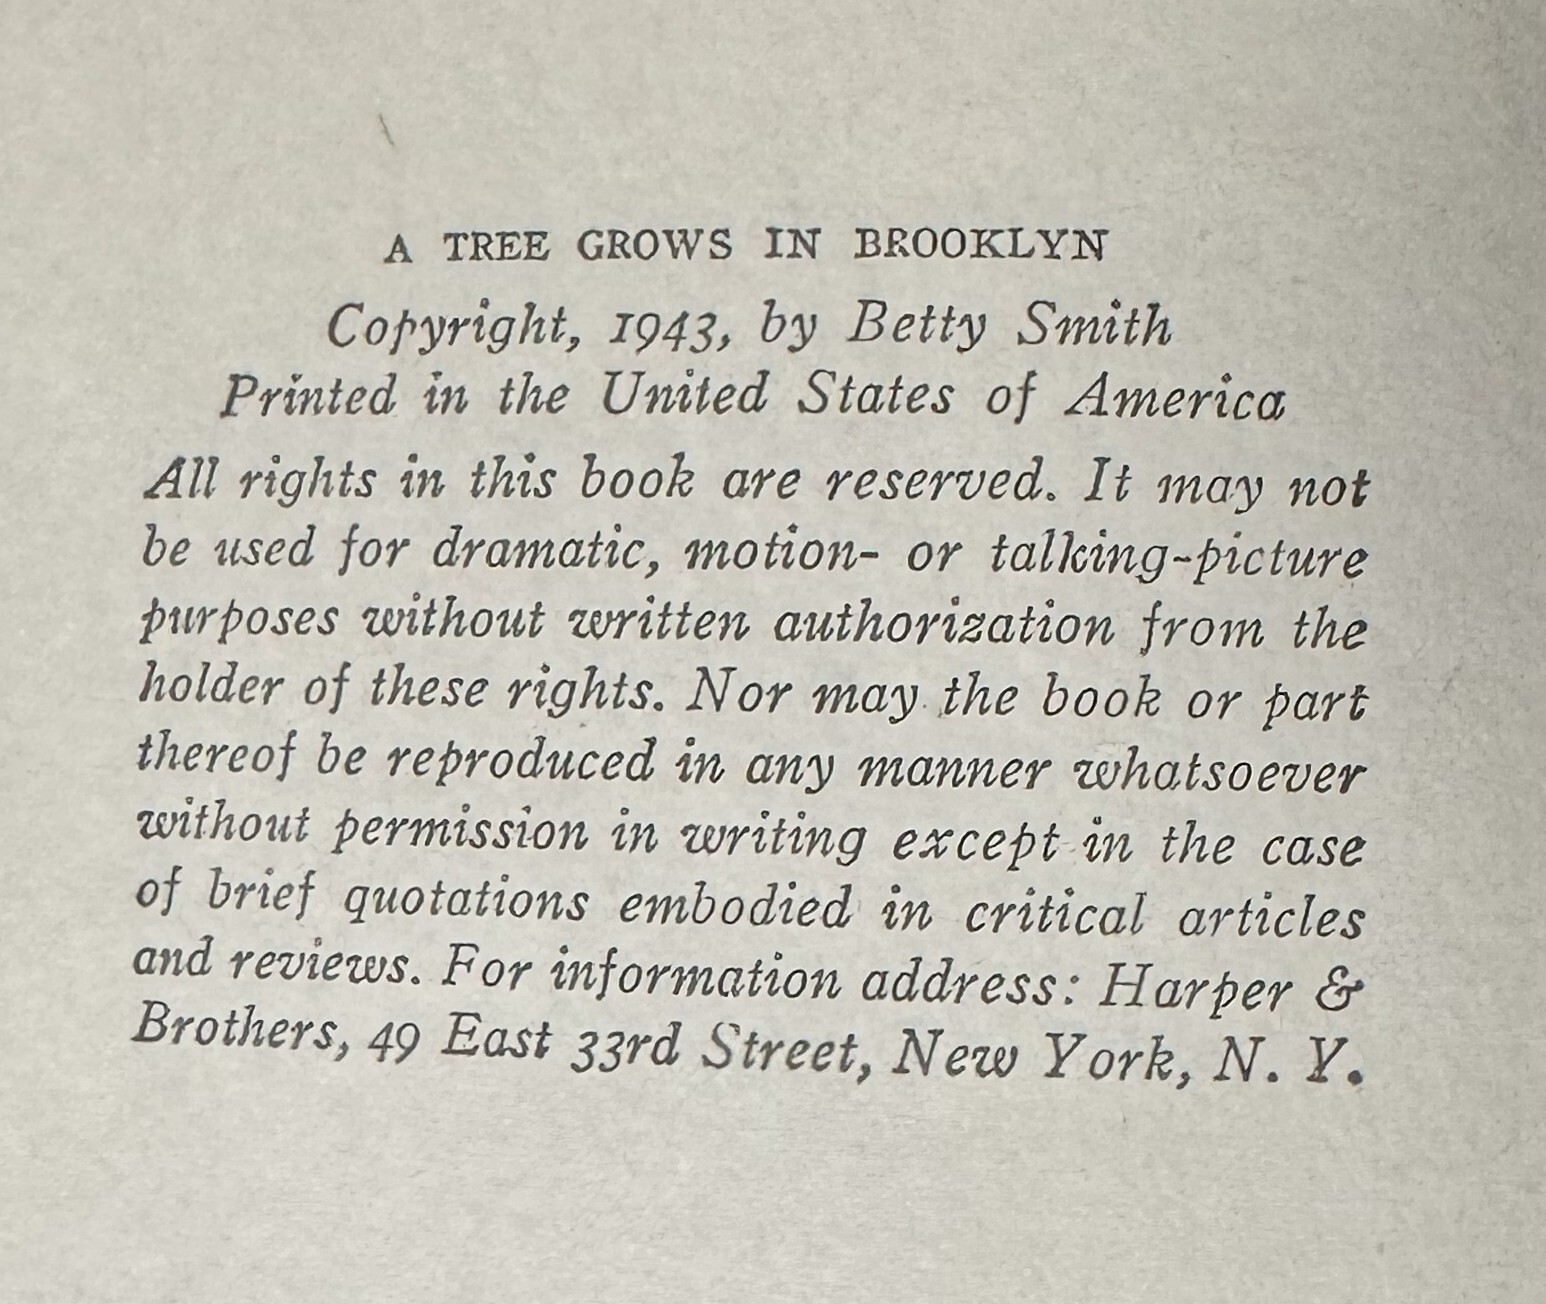 A TREE GROWS IN BROOKLYN
Copyright, 1943, by Betty Smith
Printed in the United States of America
All rights in this book are reserved. It may not
be used for dramatic, motion- or talking-picture
purposes without written authorization from the
holder of these rights. Nor may the book or part
thereof be reproduced in any manner whatsoever
without permission in writing except in the case
of brief quotations embodied in critical articles
and reviews. For information address: Harper &
Brothers, 49 East 33rd Street, New York, N. Y.